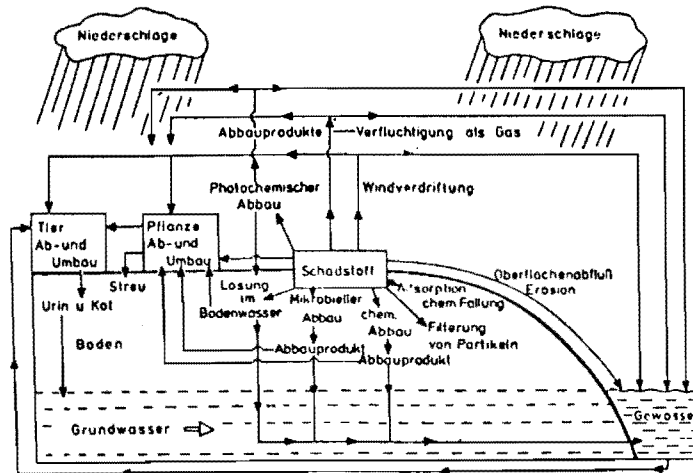 Niederschlage
Niederschlage
Abbauprodukte
Verfluchtigung als Gas
Photochemischer
Abbau
Windverdriftung
Tier
Ab-und
Umbau
Pflanze
Ab-und
Umbau
Schadstoff
Oberflachenabfluß
Erosion
Urin u Kot
Streu
Losung
im
Bodenwasser
Mikrobieller
Abbau
chem.
Abbau
Adsorption
chem.Fallung
Filterung
von Partikeln
Boden
Abbauprodukt
Abbauprodukt
Grundwasser
Gewasser